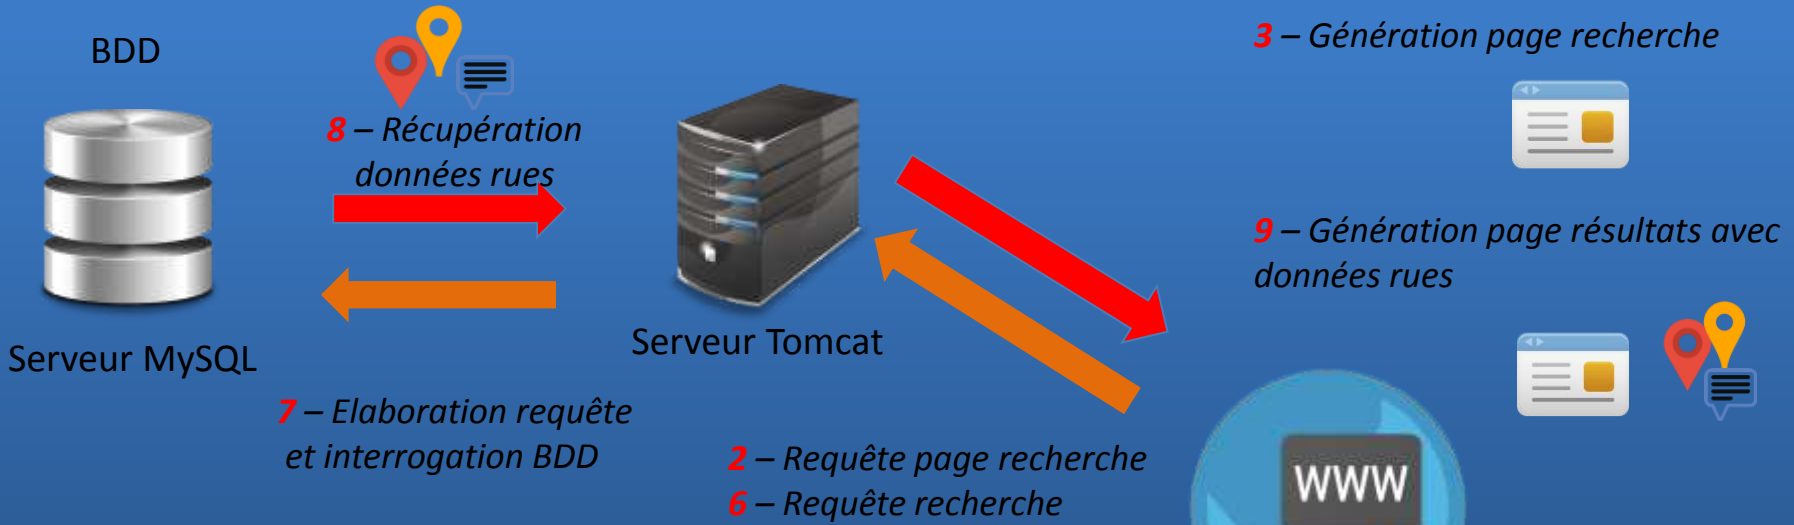 BDD
8 – Récupération
données rues
Serveur MySQL
Serveur Tomcat
7 – Elaboration requête
et interrogation BDD
2 – Requête page recherche
6 – Requête recherche
3 – Génération page recherche
9 – Génération page résultats avec
données rues
WWW